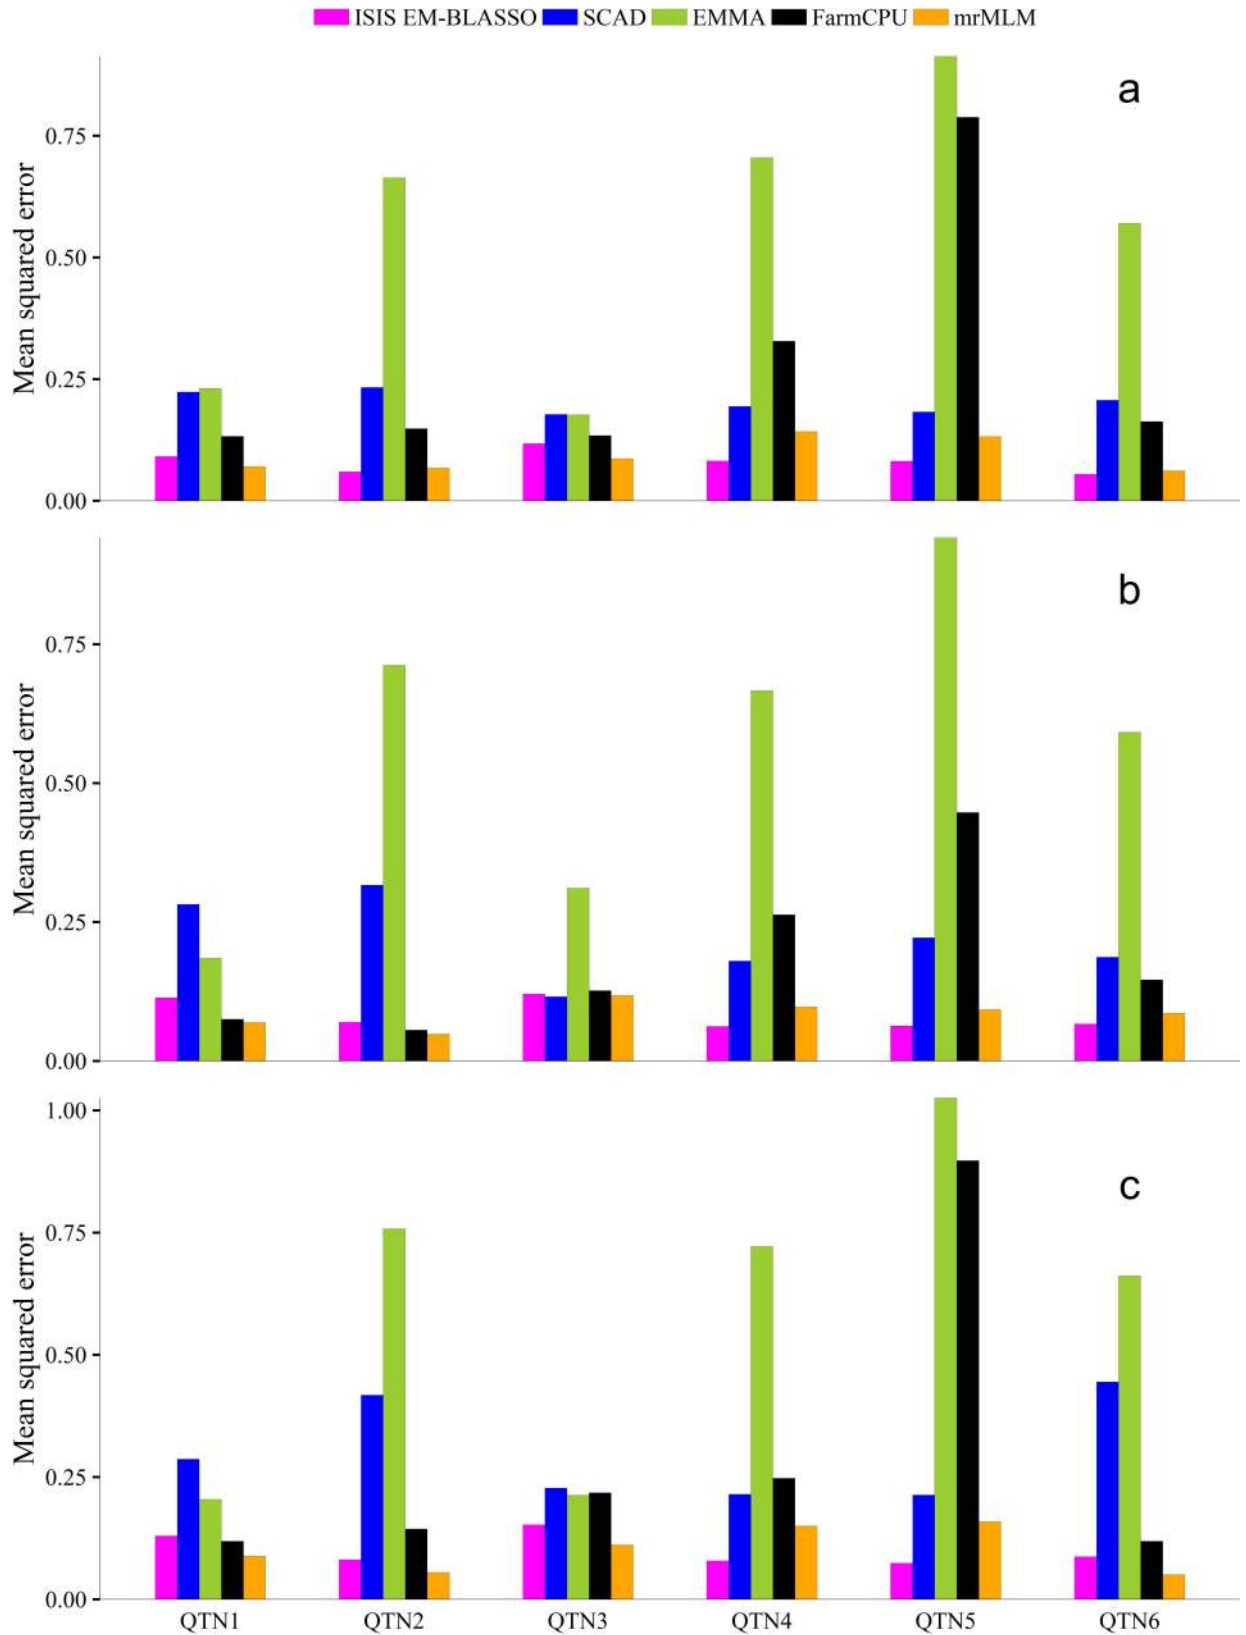 ISIS EM-BLASSO SCAD EMMA FarmCPU mrMLM
a
Mean squared error
0.75
0.50
0.25
0.00
b
Mean squared error
0.75
0.50
0.25
0.00
c
Mean squared error
1.00
0.75
0.50
0.25
0.00
QTN1 QTN2 QTN3 QTN4 QTN5 QTN6